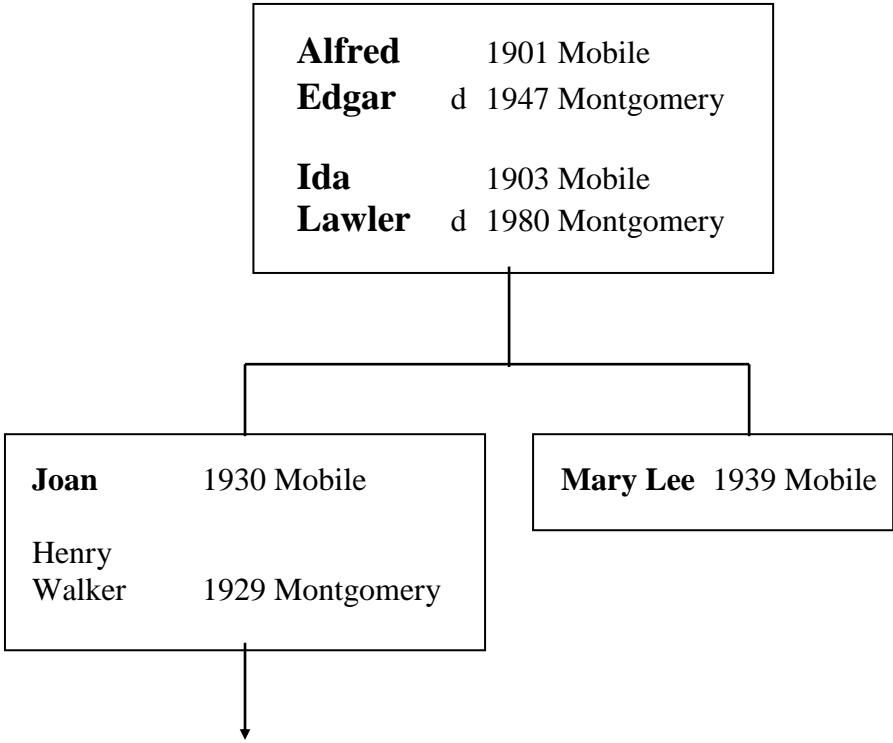 Alfred 1901 Mobile
Edgar d 1947 Montgomery
Ida 1903 Mobile
Lawler d 1980 Montgomery
Joan 1930 Mobile
Henry
Walker 1929 Montgomery
Mary Lee 1939 Mobile